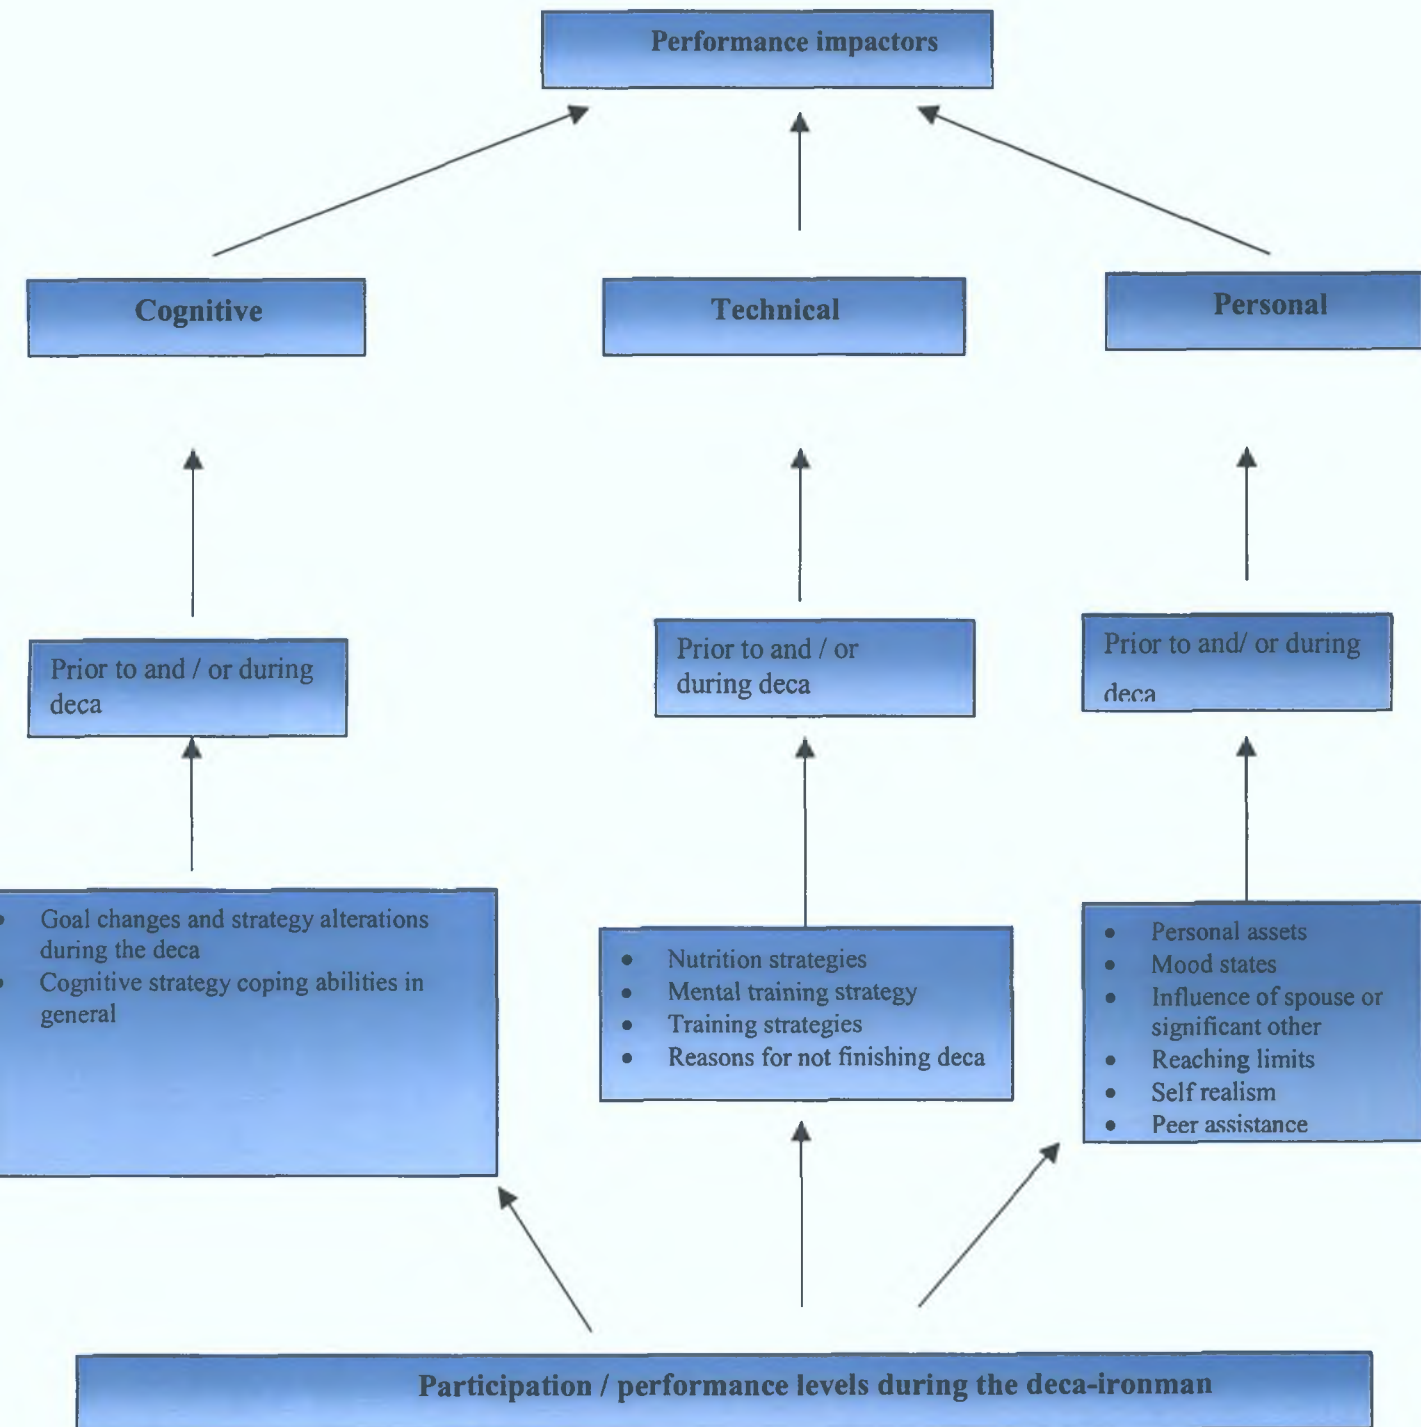 Performance impactors
Cognitive
Technical
Personal
Prior to and / or during
deca
Prior to and / or
during deca
Prior to and/ or during
deca
• Goal changes and strategy alterations
during the deca
• Cognitive strategy coping abilities in
general
• Nutrition strategies
• Mental training strategy
• Training strategies
• Reasons for not finishing deca
• Personal assets
• Mood states
• Influence of spouse or
significant other
• Reaching limits
• Self realism
• Peer assistance
Participation / performance levels during the deca-ironman